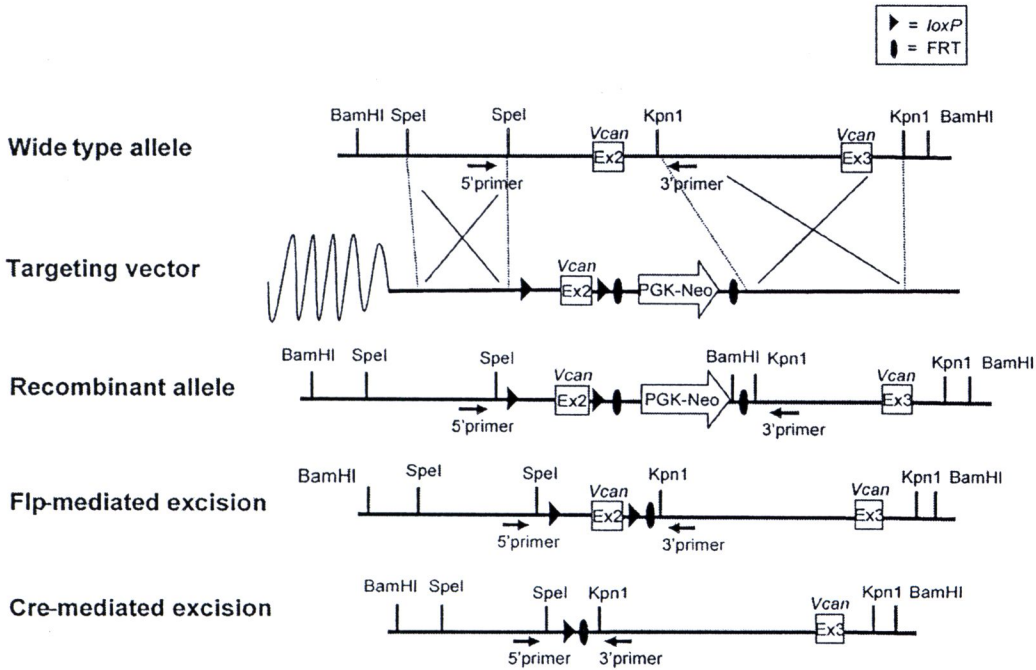 = loxP
= FRT
BamHI SpeI SpeI Vcan Kpn1 Vcan Kpn1 BamHI
Wide type allele Ex2 Ex3
5'primer 3'primer
Targeting vector Vcan
Ex2 PGK-Neo
BamHI SpeI SpeI Vcan BamHI Kpn1 Vcan Kpn1 BamHI
Recombinant allele Ex2 PGK-Neo Ex3
5'primer 3'primer
BamHI SpeI SpeI Vcan Kpn1 Vcan Kpn1 BamHI
Flp-mediated excision Ex2 Ex3
5'primer 3'primer
BamHI SpeI SpeI Kpn1 Vcan Kpn1 BamHI
Cre-mediated excision Ex3
5'primer 3'primer